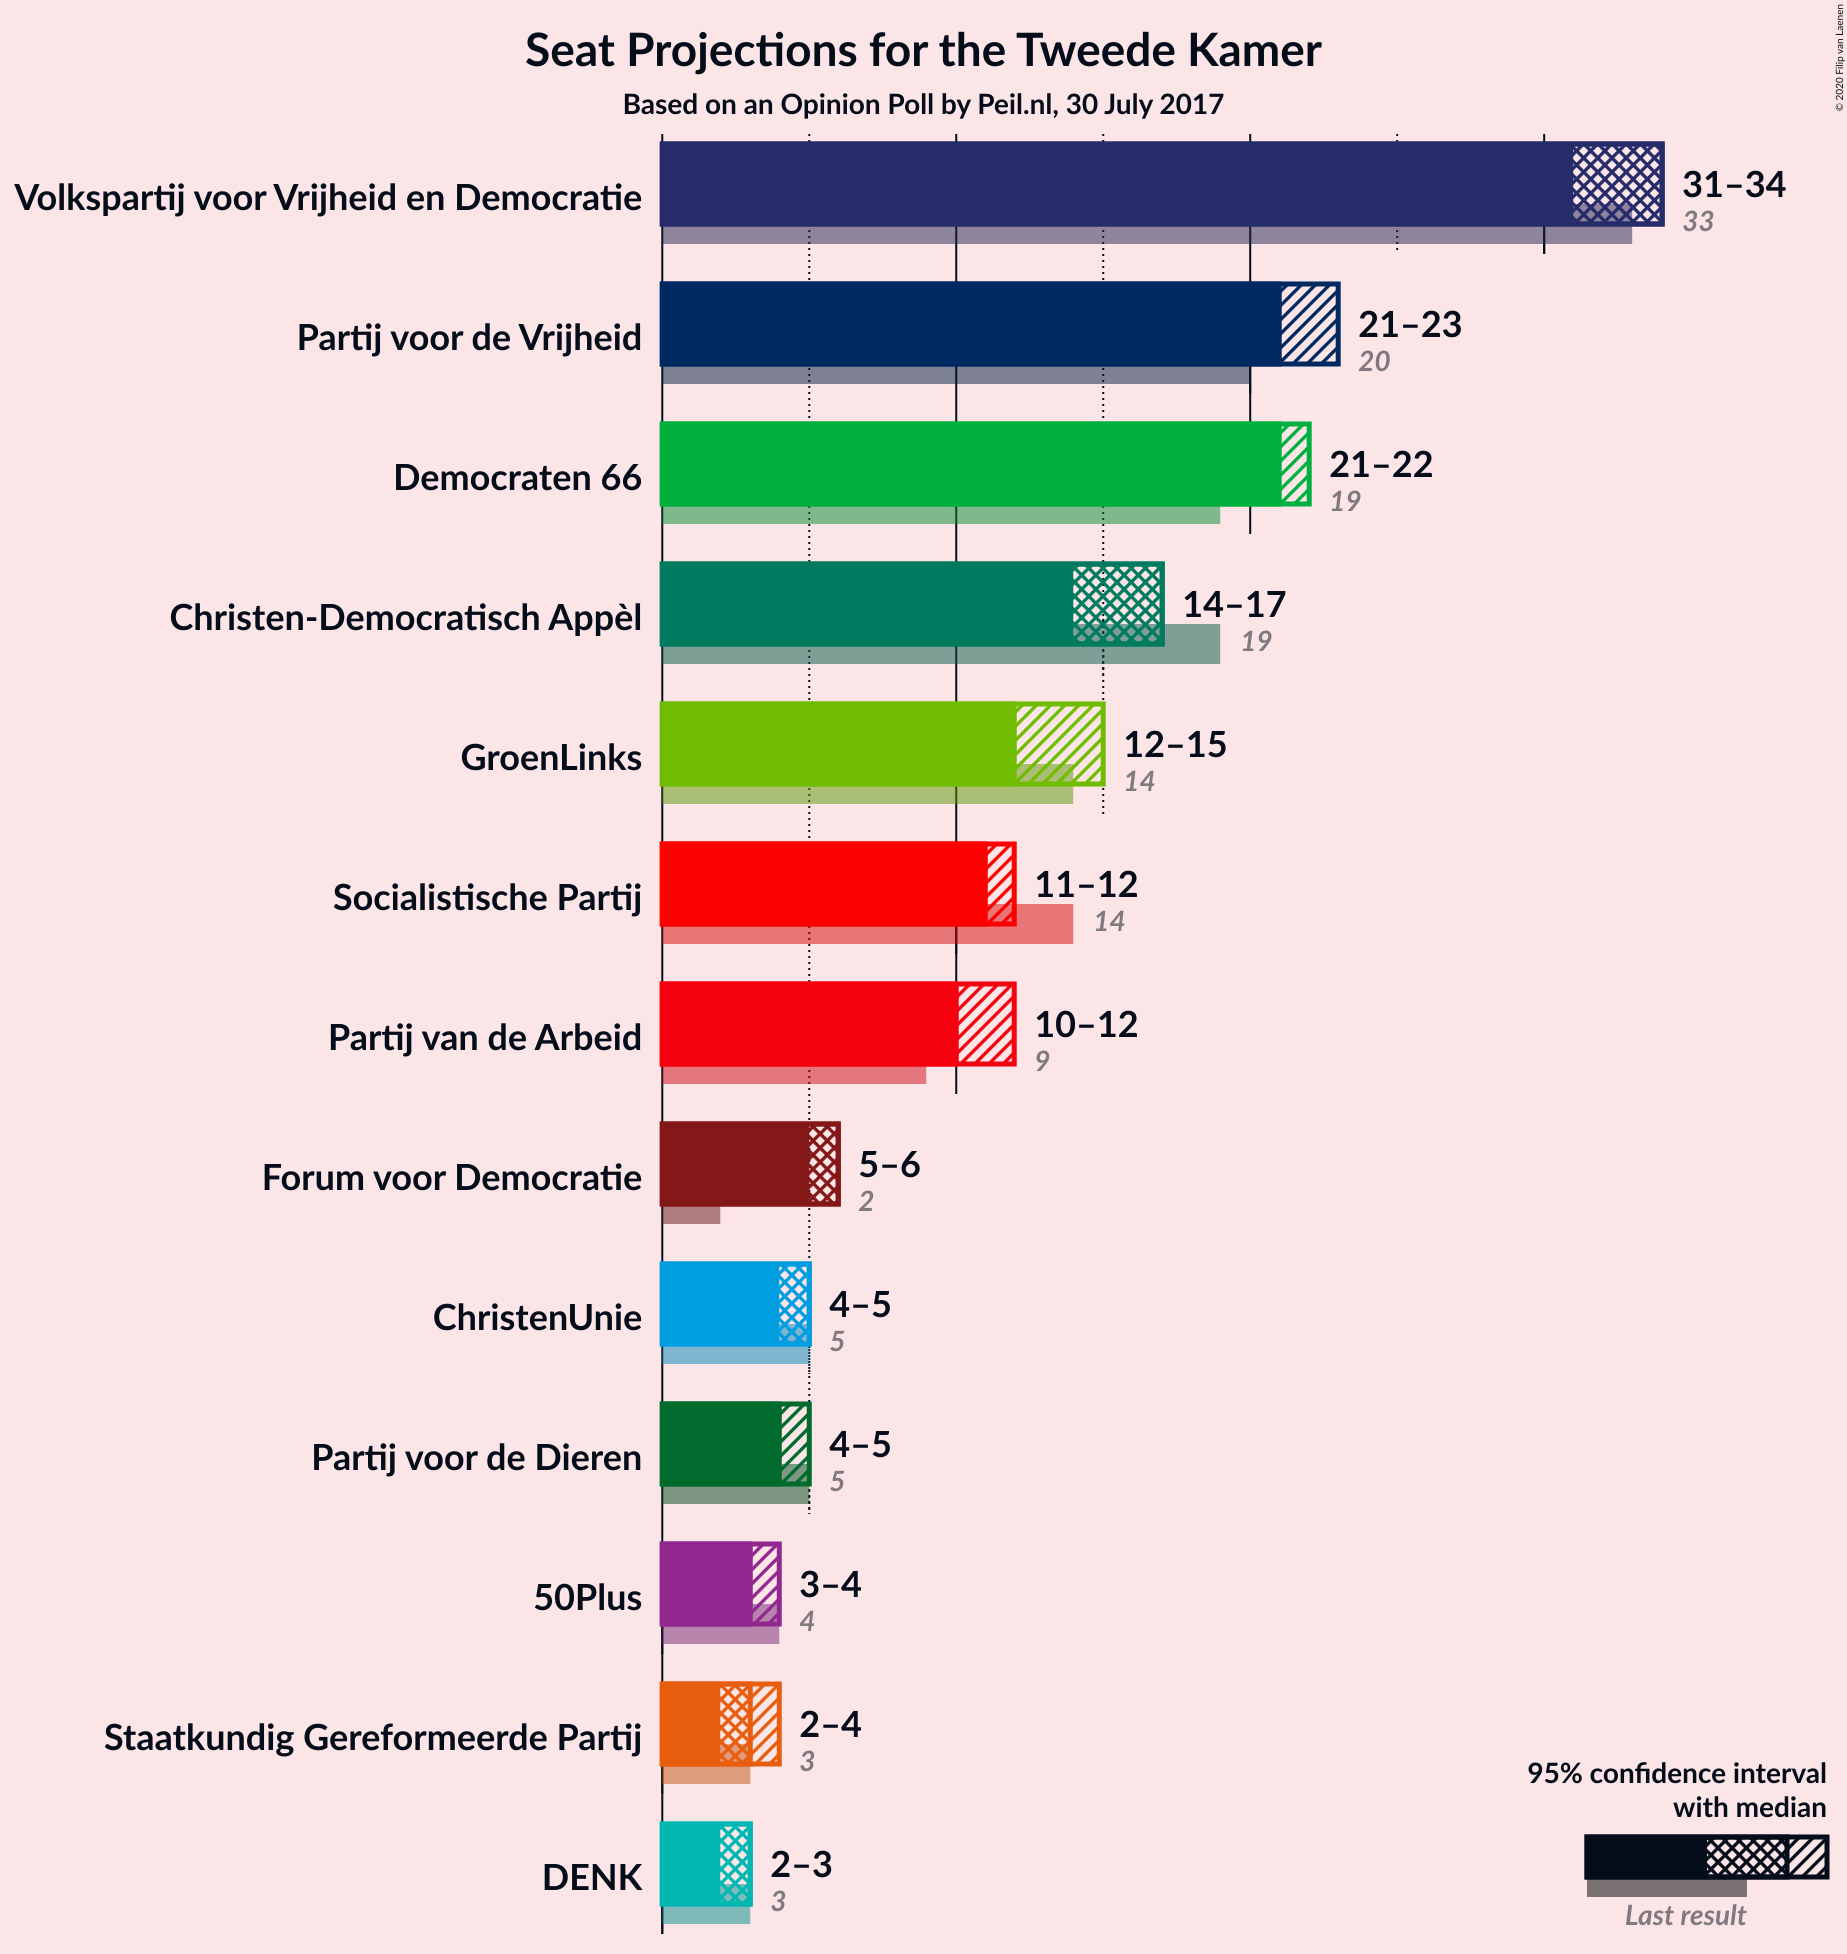 Seat Projections for the Tweede Kamer
Based on an Opinion Poll by Peil.nl, 30 July 2017
© 2020 Filip van Laenen
Volkspartij voor Vrijheid en Democratie
31–34
33
Partij voor de Vrijheid
21–23
20
Democraten 66
21–22
19
Christen-Democratisch Appèl
14–17
19
GroenLinks
12–15
14
Socialistische Partij
11–12
14
Partij van de Arbeid
10–12
9
Forum voor Democratie
5–6
2
ChristenUnie
4–5
5
Partij voor de Dieren
4–5
5
50Plus
3–4
4
Staatkundig Gereformeerde Partij
2–4
3
DENK
2–3
3
95% confidence interval
with median
Last result